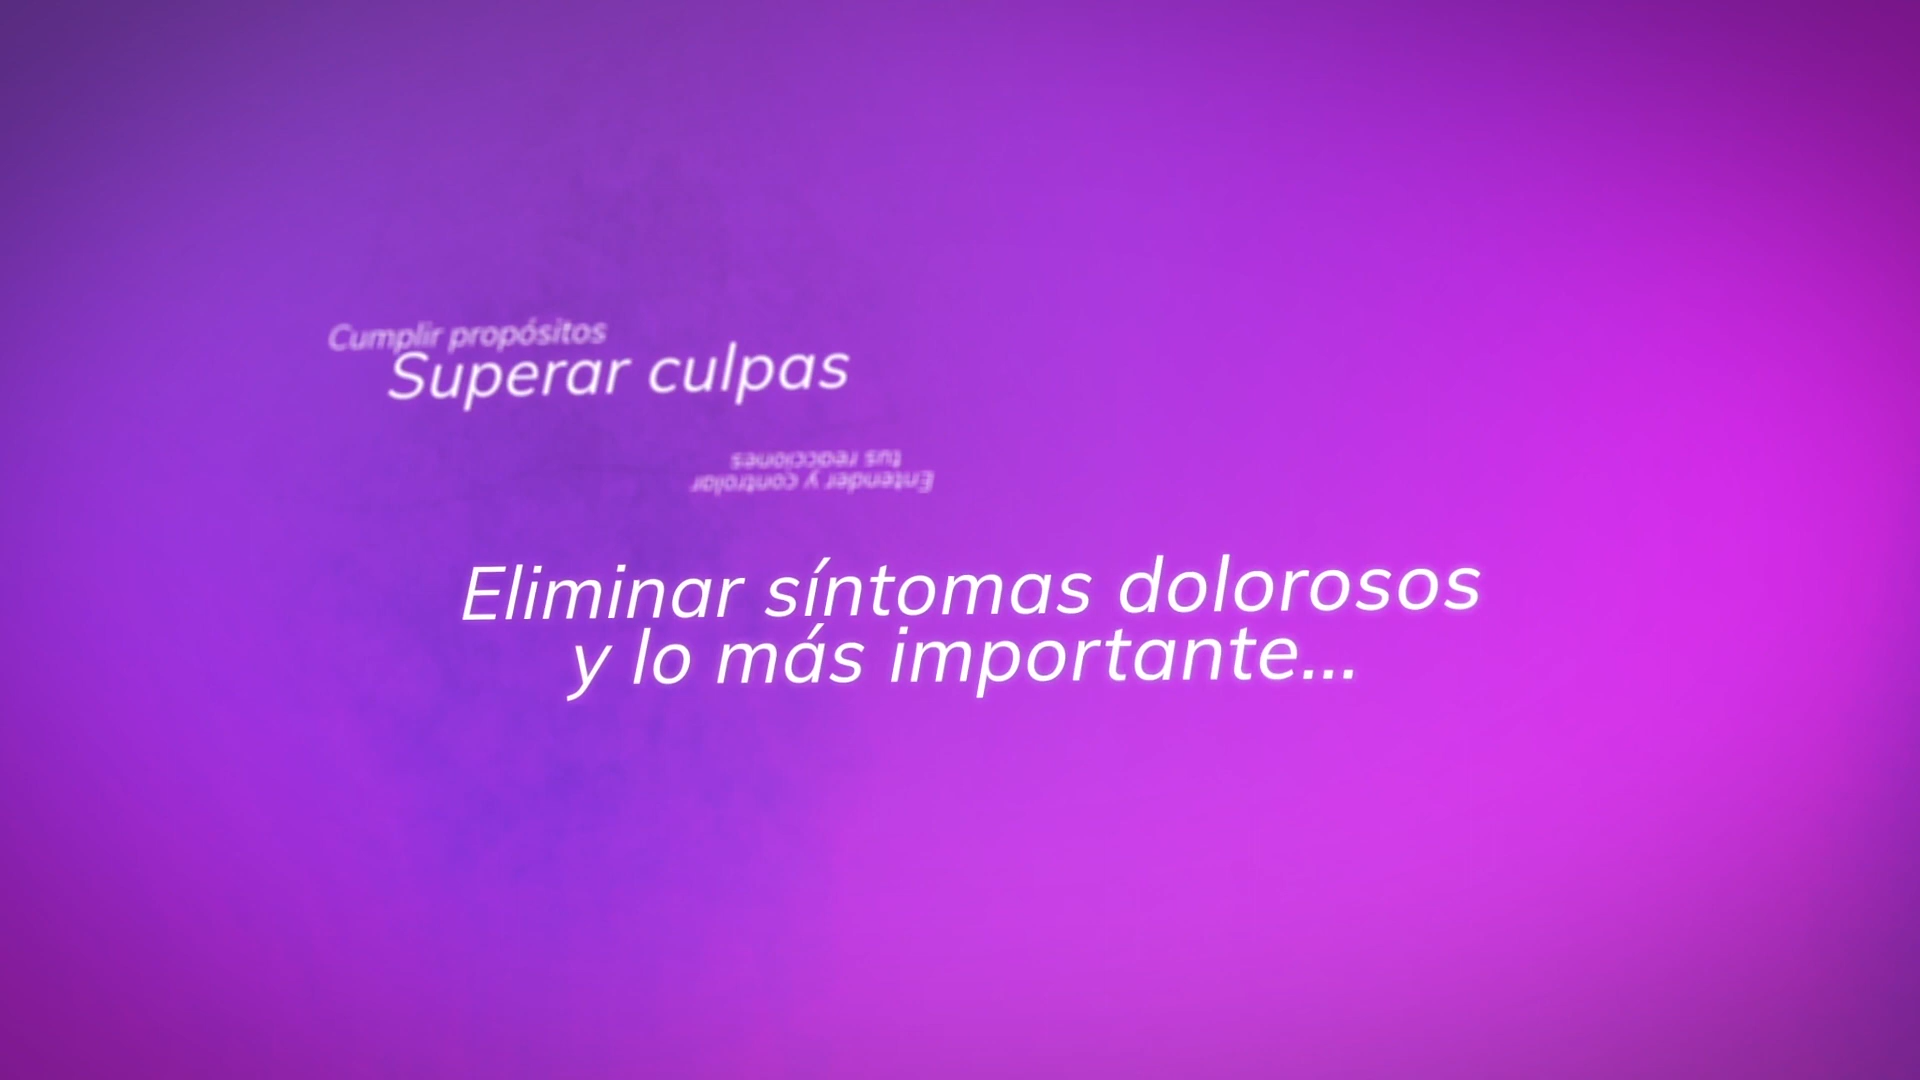 Cumplir propósitos
Superar culpas
Entender y controlar
tus reacciones
Eliminar síntomas dolorosos
y lo más importante...